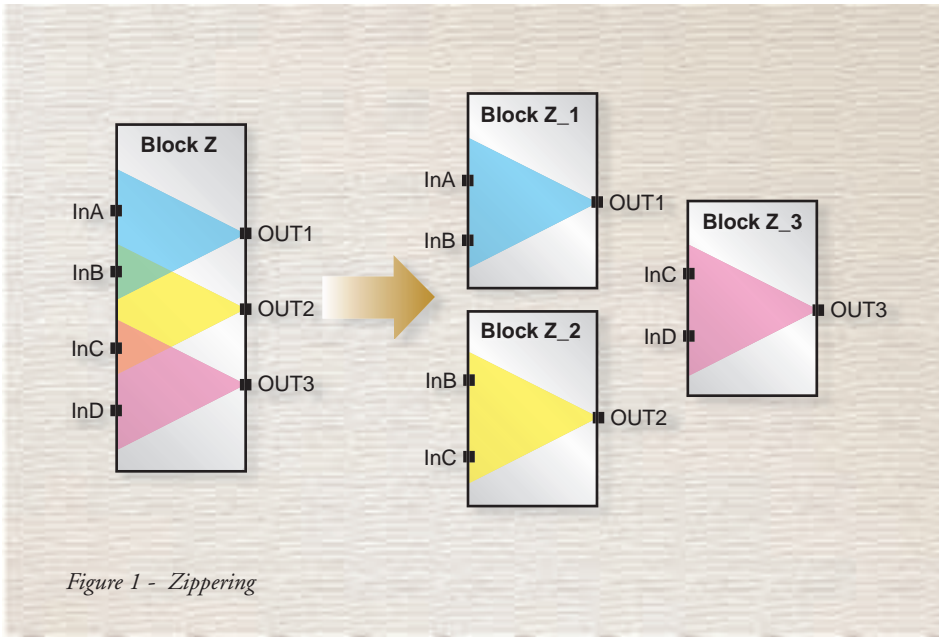 Block Z
InA
InB
InC
InD
OUT1
OUT2
OUT3
Block Z_1
InA
InB
OUT1
Block Z_2
InB
InC
OUT2
Block Z_3
InC
InD
OUT3
Figure 1 - Zippering